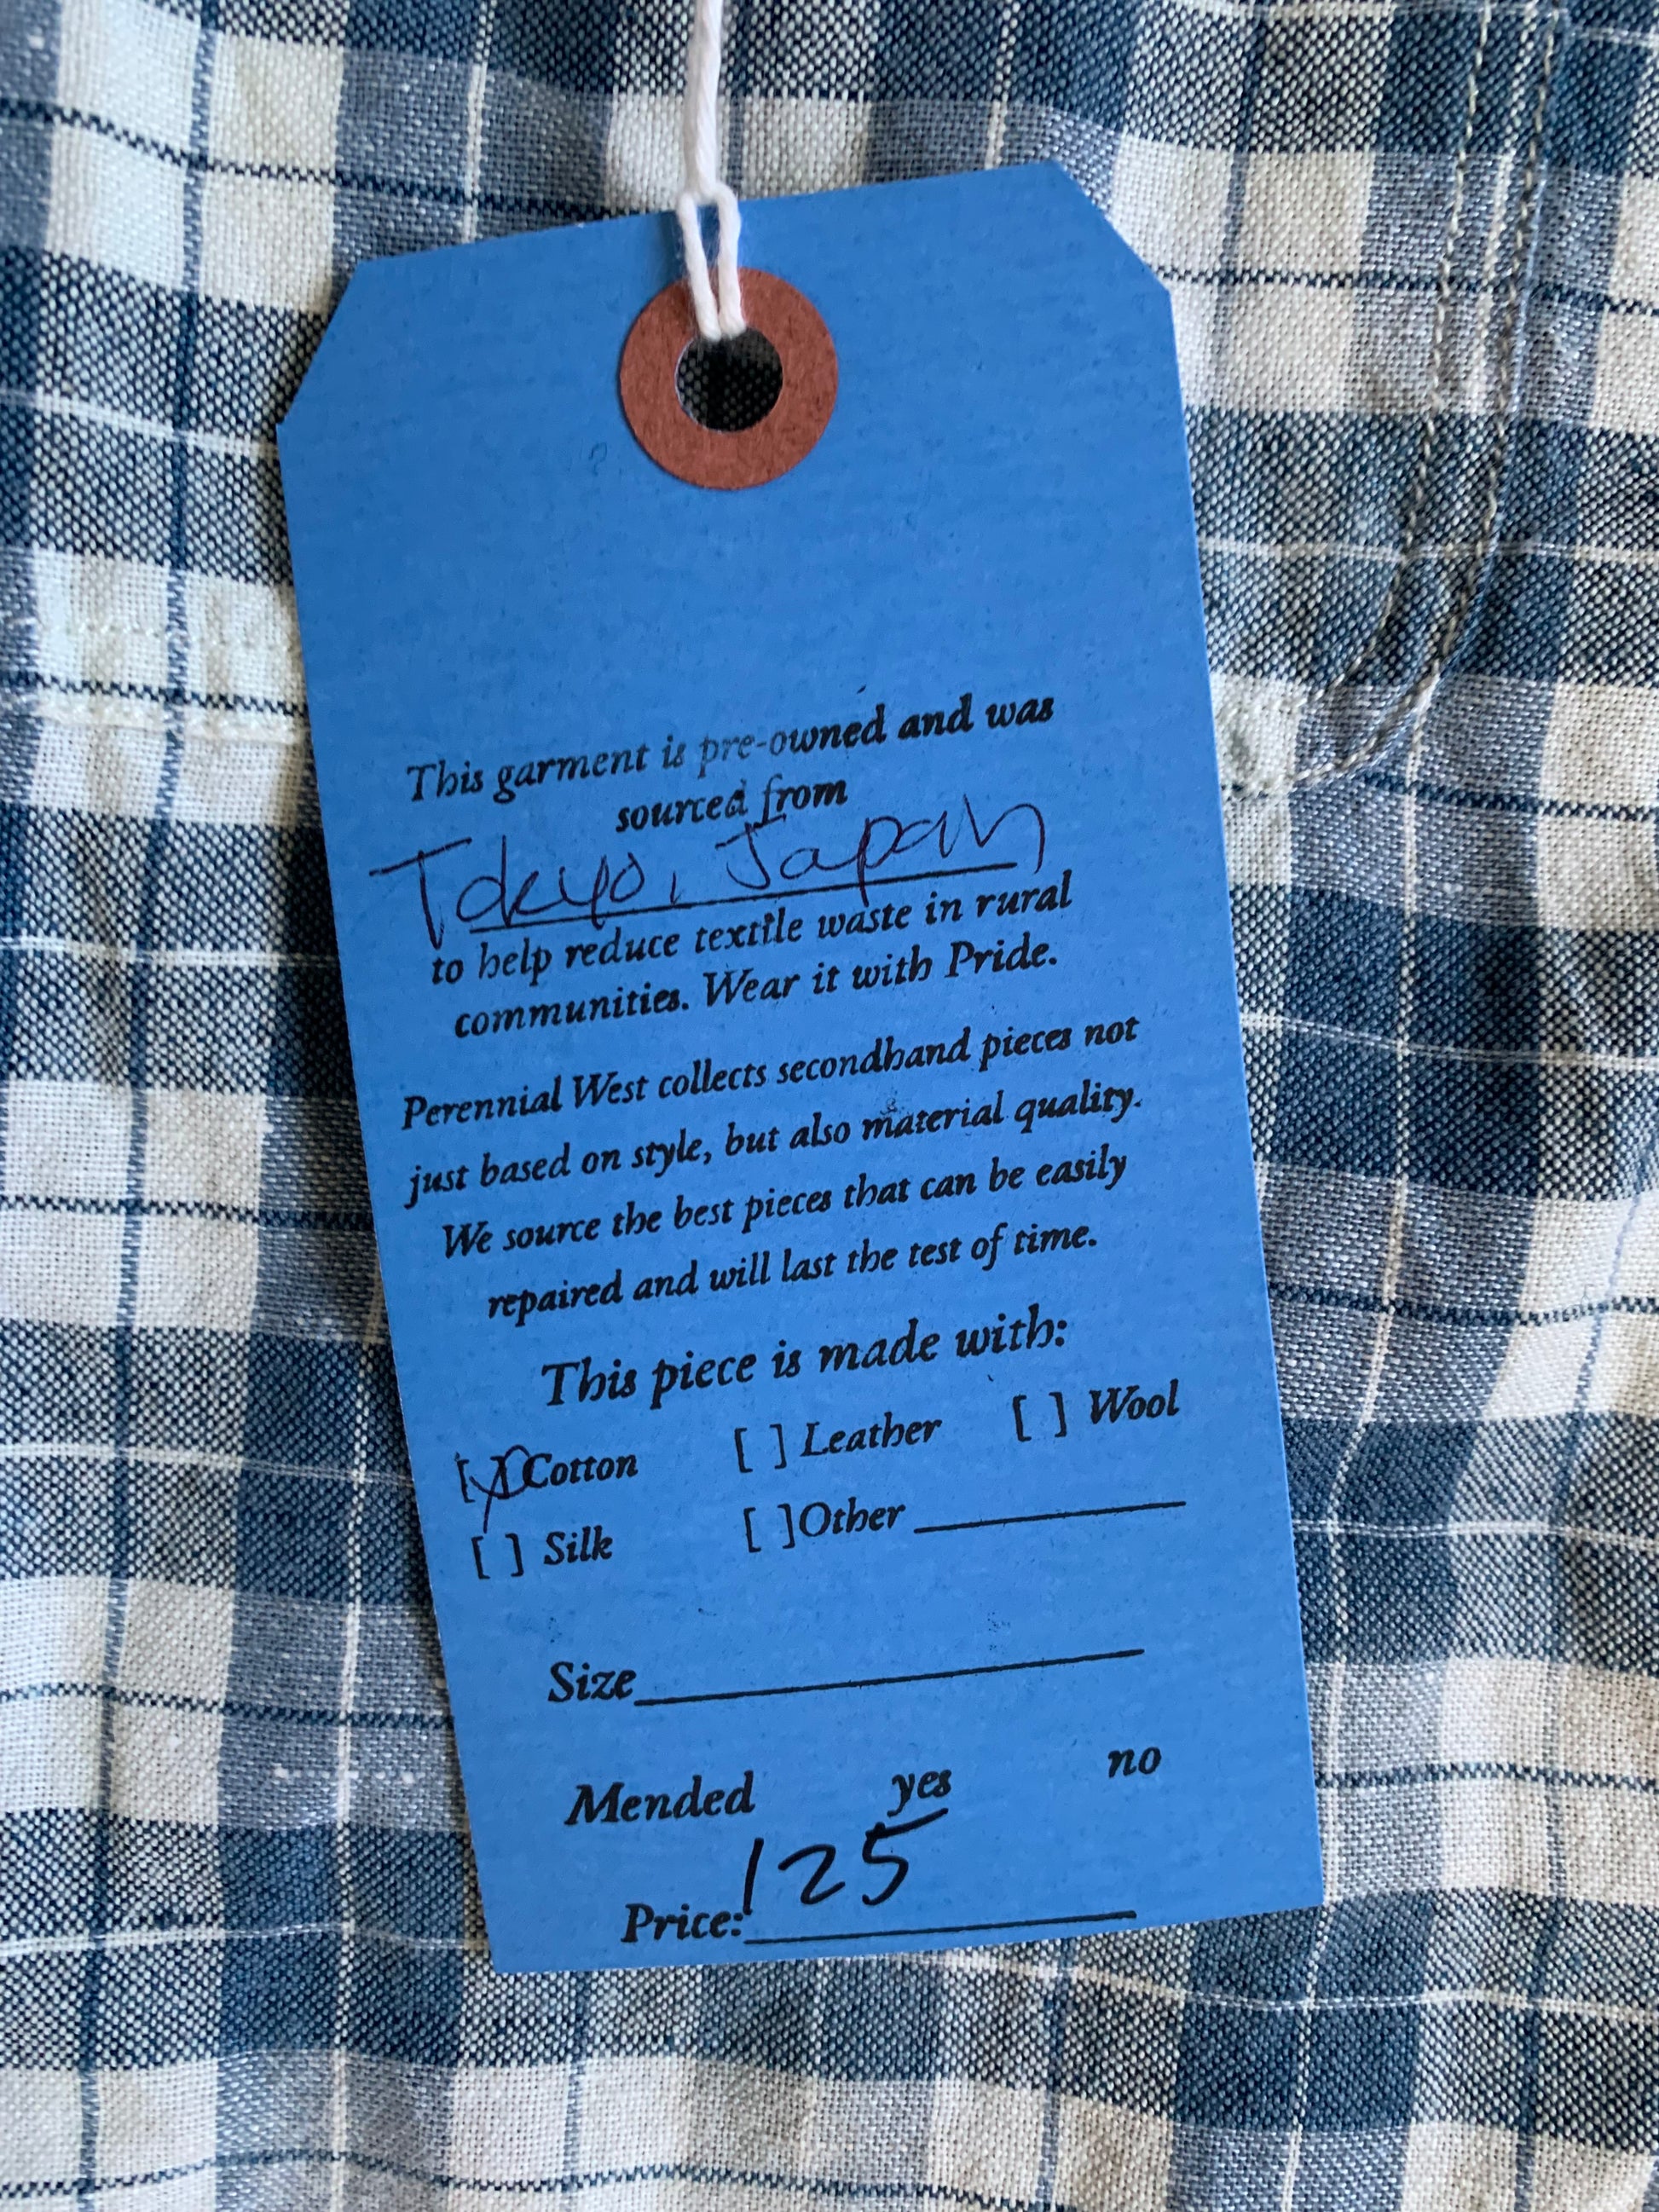 This garment is pre-owned and was
sourced from
Tokyo, Japan
to help reduce textile waste in rural
communities. Wear it with Pride.
Perennial West collects secondhand pieces not
just based on style, but also material quality.
We source the best pieces that can be easily
repaired and will last the test of time.
This piece is made with:
[X] Cotton [ ] Leather [ ] Wool
[ ] Silk [ ] Other ____________
Size____________
Mended yes no
Price: 125